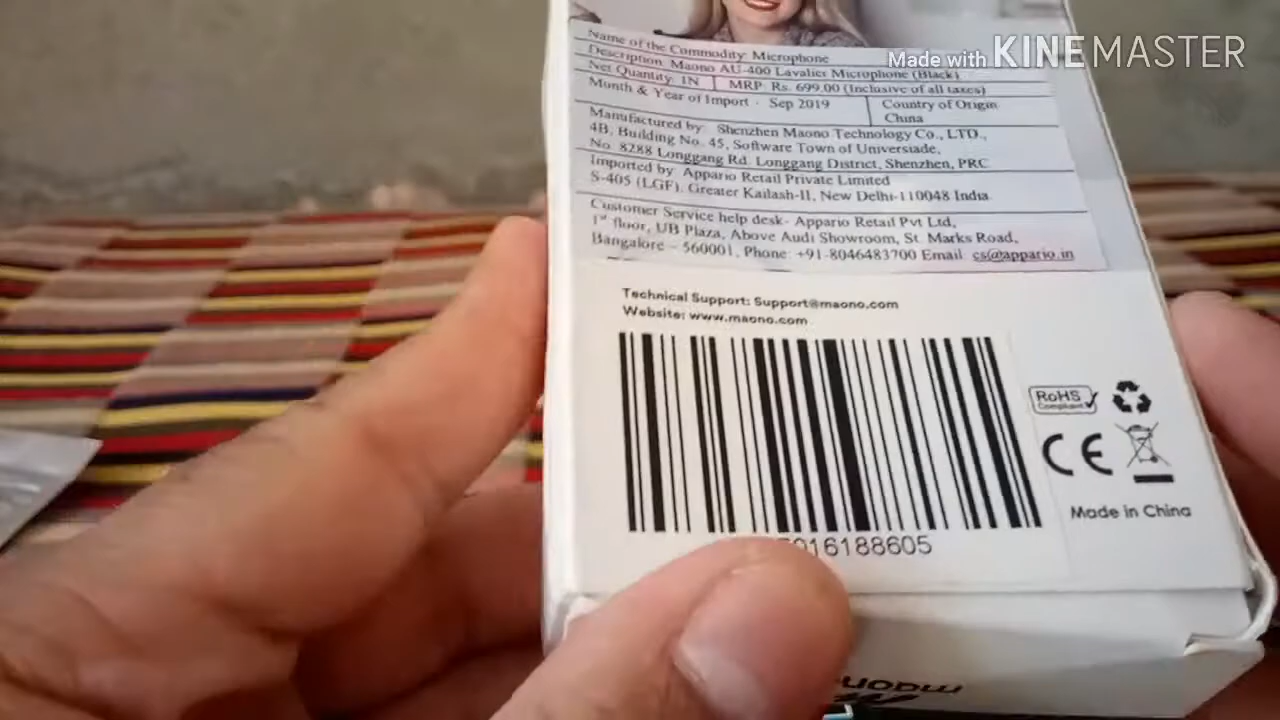 Made with KINEMASTER
Name of the Commodity: Microphone
Description: Maono AU-400 Lavalier Microphone (Black)
Net Quantity: 1N MRP: Rs. 699.00 (Inclusive of all taxes)
Month & Year of Import - Sep 2019 Country of Origin
China
Manufactured by: Shenzhen Maono Technology Co., LTD.,
4B, Building No. 45, Software Town of Universiade,
No. 8288 Longgang Rd. Longgang District, Shenzhen, PRC
Imported by: Appario Retail Private Limited
S-405 (LGF), Greater Kailash-II, New Delhi-110048 India
Customer Service help desk- Appario Retail Pvt Ltd,
1st floor, UB Plaza, Above Audi Showroom, St. Marks Road,
Bangalore – 560001, Phone: +91-8046483700 Email: cs@appario.in
Technical Support: Support@maono.com
Website: www.maono.com
RoHS
Compliant
CE
Made in China
016188605
maono